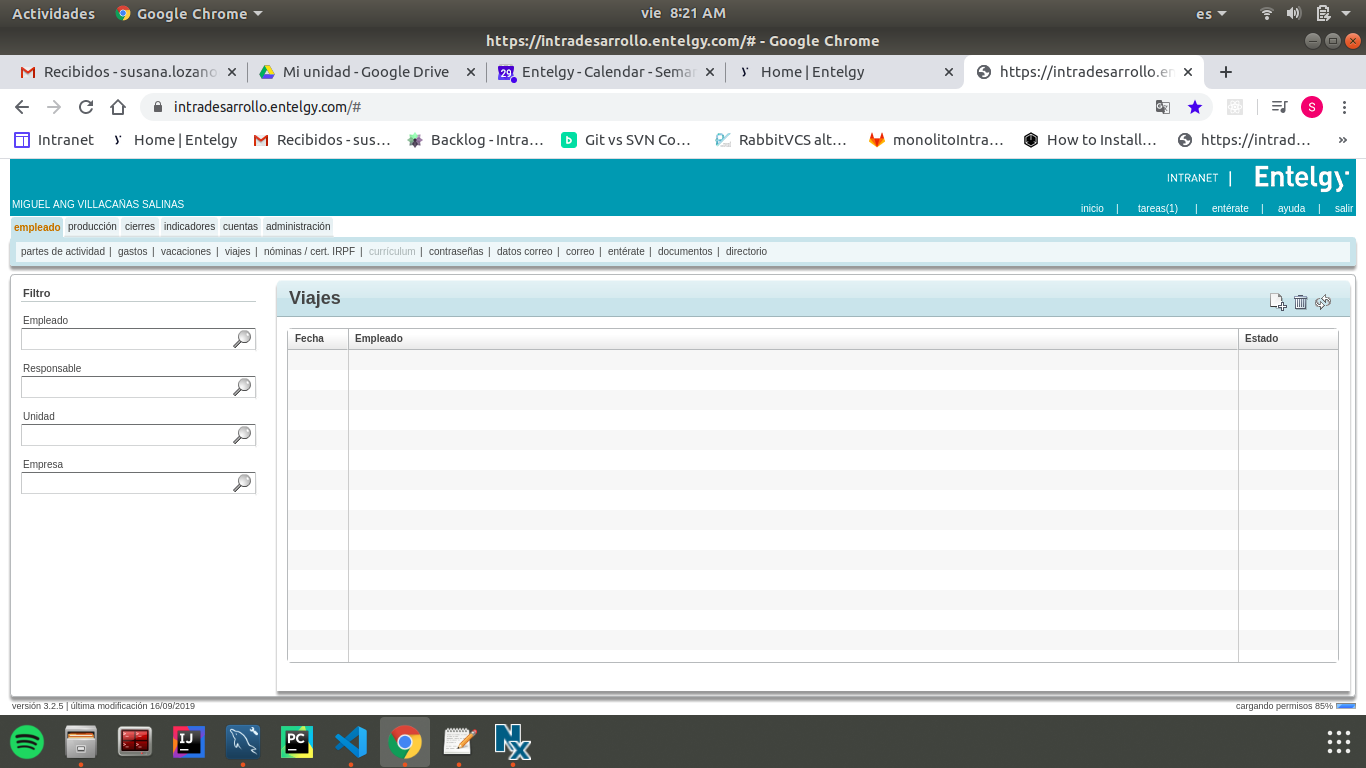 Actividades Google Chrome vie 8:21 AM es
https://intradesarrollo.entelgy.com/# - Google Chrome
Recibidos - susana.lozano Mi unidad - Google Drive 29 Entelgy - Calendar - Semar Home | Entelgy https://intradesarrollo.en
intradesarrollo.entelgy.com/# S
Intranet Home | Entelgy Recibidos - sus... Backlog - Intra... Git vs SVN Co... RabbitVCS alt... monolitoIntra... How to Install... https://intrad... »
INTRANET | Entelgy
MIGUEL ANG VILLACAÑAS SALINAS
inicio | tareas(1) | entérate | ayuda | salir
empleado producción cierres indicadores cuentas administración
partes de actividad | gastos | vacaciones | viajes | nóminas / cert. IRPF | currículum | contraseñas | datos correo | correo | entérate | documentos | directorio
Filtro
Empleado
Responsable
Unidad
Empresa
Viajes
Fecha Empleado Estado
versión 3.2.5 | última modificación 16/09/2019
cargando permisos 85%
IJ PC NX